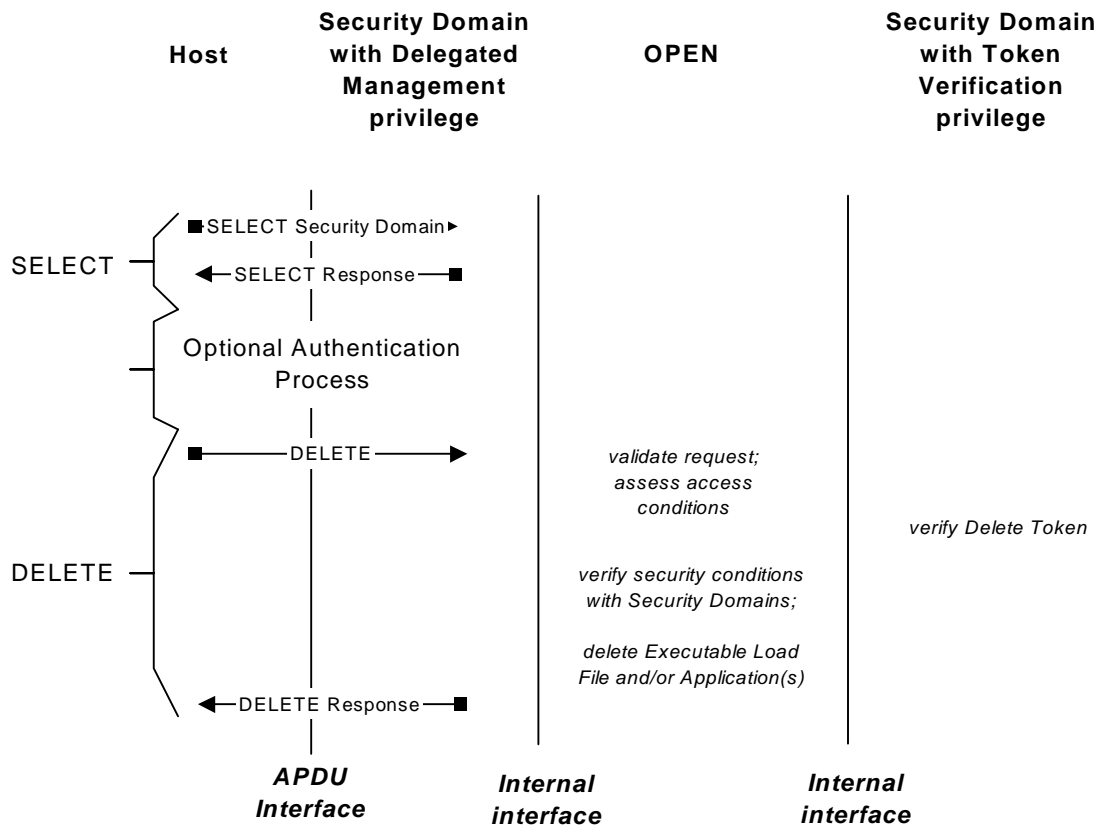 Host
Security Domain
with Delegated
Management
privilege
OPEN
Security Domain
with Token
Verification
privilege
SELECT
SELECT Security Domain
SELECT Response
Optional Authentication
Process
DELETE
DELETE
validate request;
assess access
conditions
verify Delete Token
verify security conditions
with Security Domains;
delete Executable Load
File and/or Application(s)
DELETE Response
APDU
Interface
Internal
interface
Internal
interface